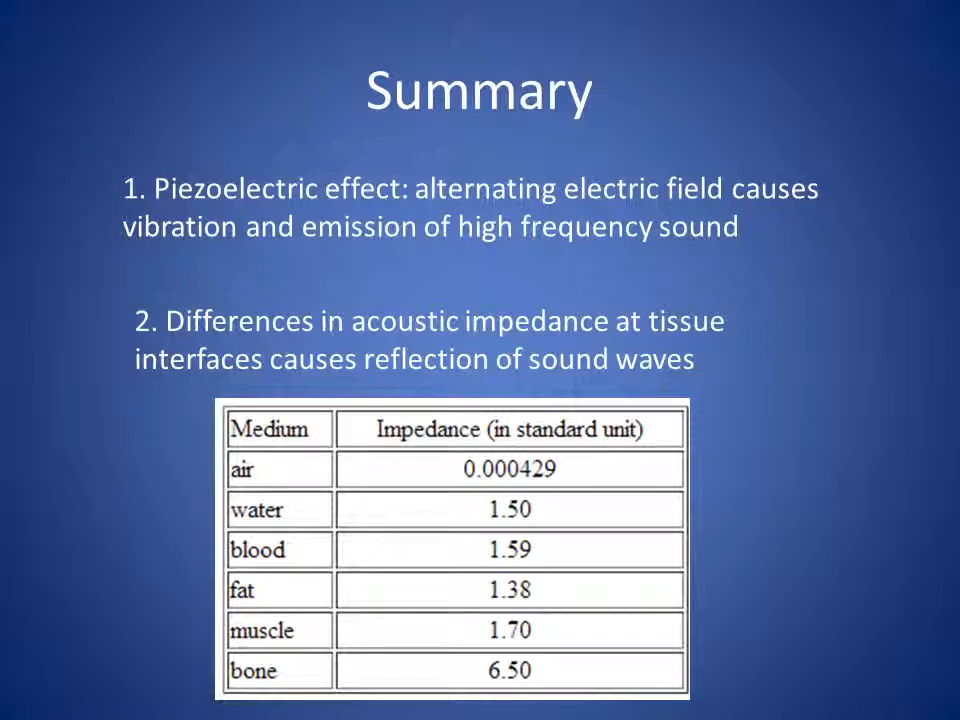 Summary
1. Piezoelectric effect: alternating electric field causes
vibration and emission of high frequency sound
2. Differences in acoustic impedance at tissue
interfaces causes reflection of sound waves
Medium Impedance (in standard unit)
air 0.000429
water 1.50
blood 1.59
fat 1.38
muscle 1.70
bone 6.50